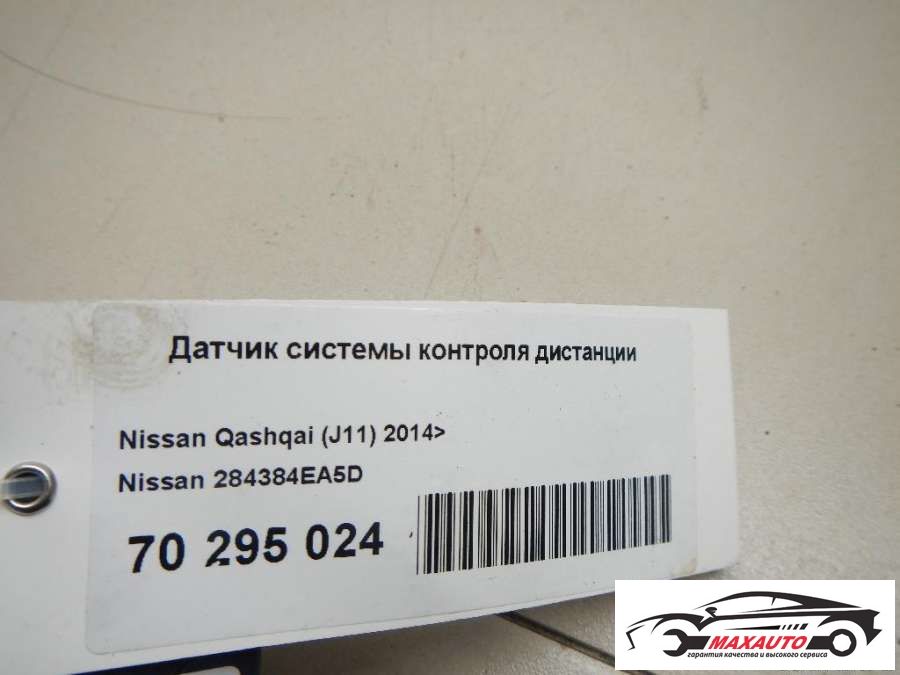 Датчик системы контроля дистанции
Nissan Qashqai (J11) 2014>
Nissan 284384EA5D
70 295 024
MAXAUTO
гарантия качества и высокого сервиса